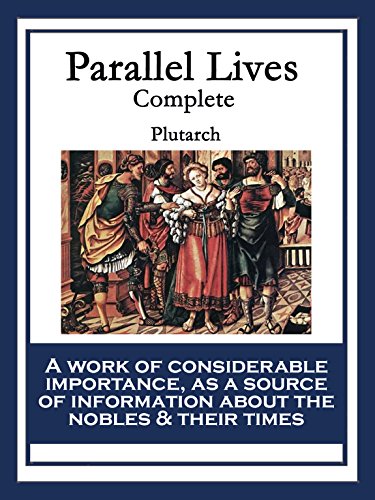 Parallel Lives
Complete
Plutarch
A WORK OF CONSIDERABLE
IMPORTANCE, AS A SOURCE
OF INFORMATION ABOUT THE
NOBLES & THEIR TIMES